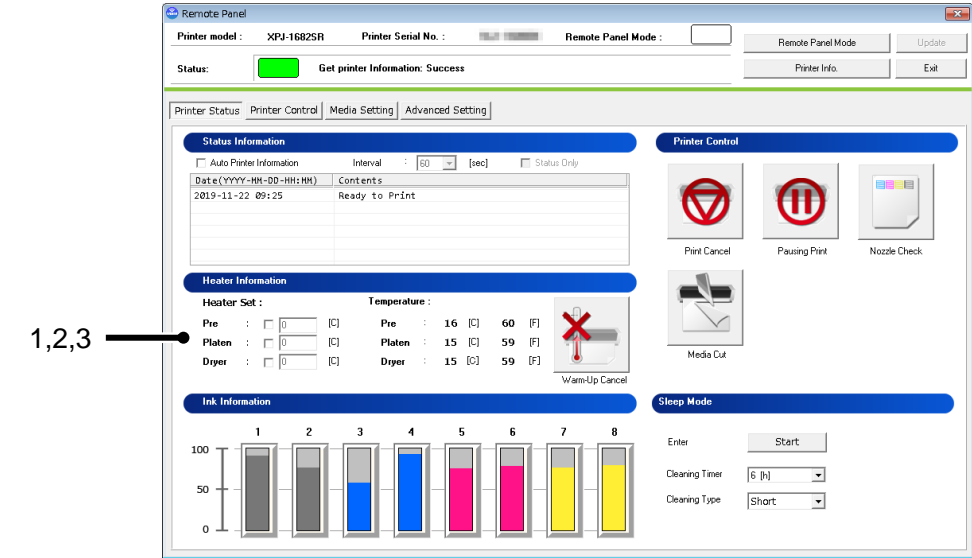 Remote Panel
Printer model : XPJ-1682SR Printer Serial No. : Remote Panel Mode :
Remote Panel Mode Update
Status: Get printer Information: Success
Printer Info. Exit
Printer Status Printer Control Media Setting Advanced Setting
Status Information
Auto Printer Information Interval : 60 [sec] Status Only
Date(YYYY-MM-DD-HH:MM) Contents
2019-11-22 09:25 Ready to Print
Printer Control
Print Cancel Pausing Print Nozzle Check
Media Cut
Heater Information
Heater Set : Temperature :
Pre : 0 [C] Pre : 16 [C] 60 [F]
1,2,3
Platen : 0 [C] Platen : 15 [C] 59 [F]
Dryer : 0 [C] Dryer : 15 [C] 59 [F]
Warm-Up Cancel
Ink Information
1 2 3 4 5 6 7 8
100
50
0
Sleep Mode
Enter Start
Cleaning Timer 6 [h]
Cleaning Type Short